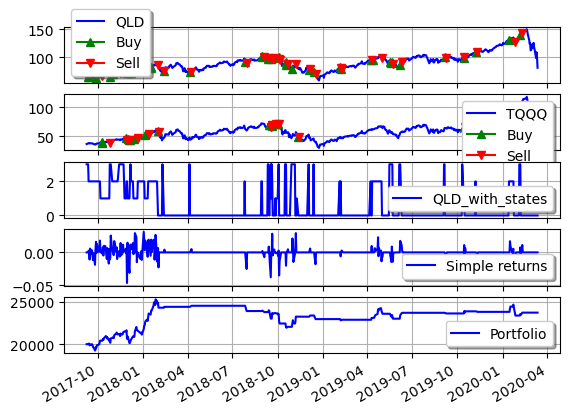 QLD
Buy
Sell
150
100
TQQQ
Buy
Sell
100
50
QLD_with_states
2
0
Simple returns
0.00
−0.05
Portfolio
25000
20000
2017-10
2018-01
2018-04
2018-07
2018-10
2019-01
2019-04
2019-07
2019-10
2020-01
2020-04